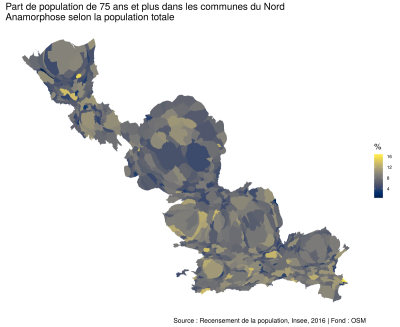 Part de population de 75 ans et plus dans les communes du Nord
Anamorphose selon la population totale
%
16
12
8
4
Source : Recensement de la population, Insee, 2016 | Fond : OSM